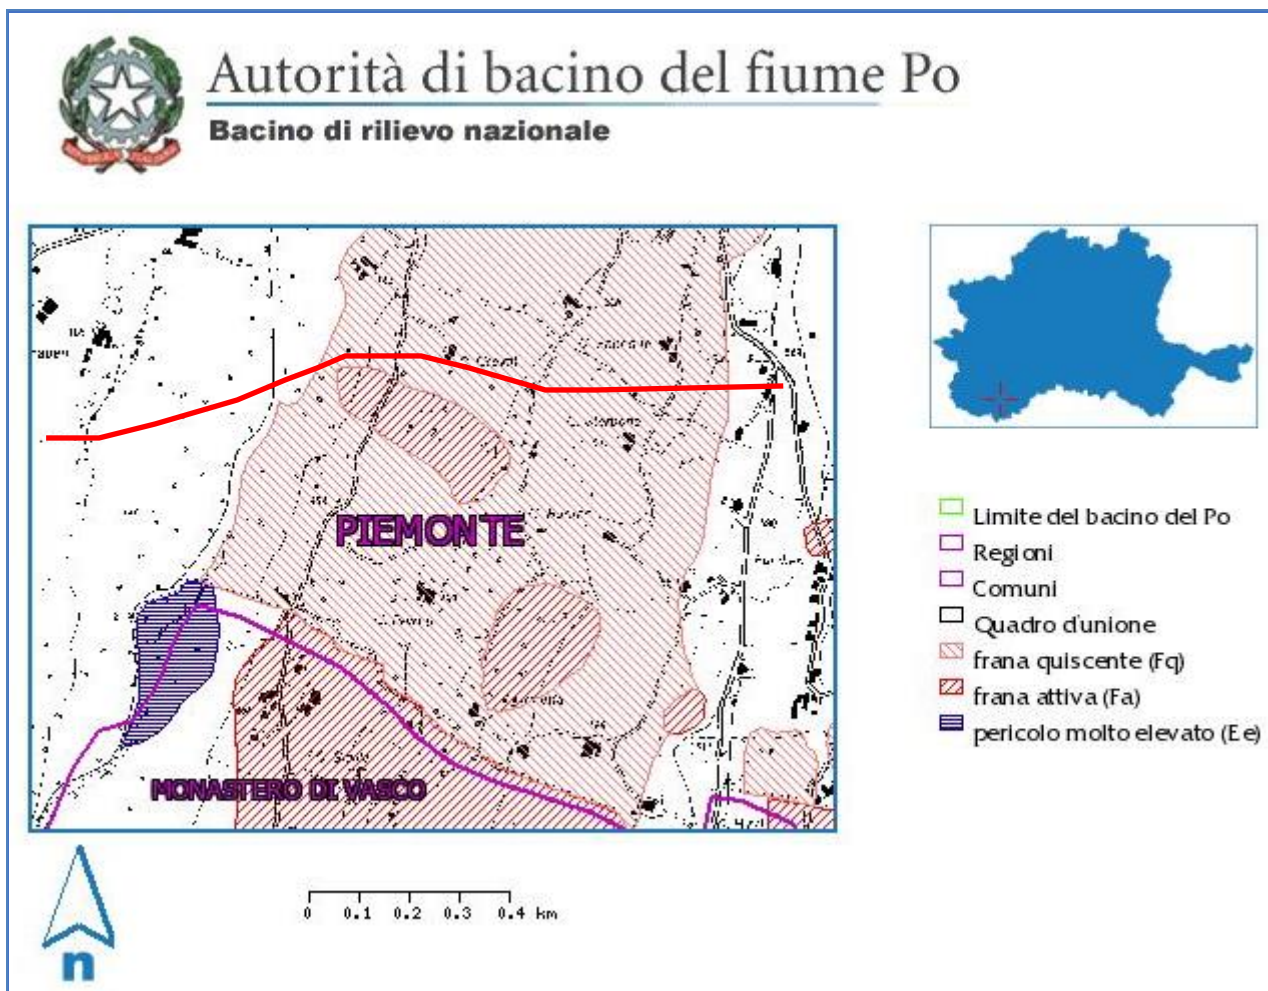 Autorità di bacino del fiume Po
Bacino di rilievo nazionale
PIEMONTE
MONASTERO DI VASCO
Limite del bacino del Po
Regioni
Comuni
Quadro d'unione
frana quiscente (Fq)
frana attiva (Fa)
pericolo molto elevato (Ee)
0 0.1 0.2 0.3 0.4 km
n